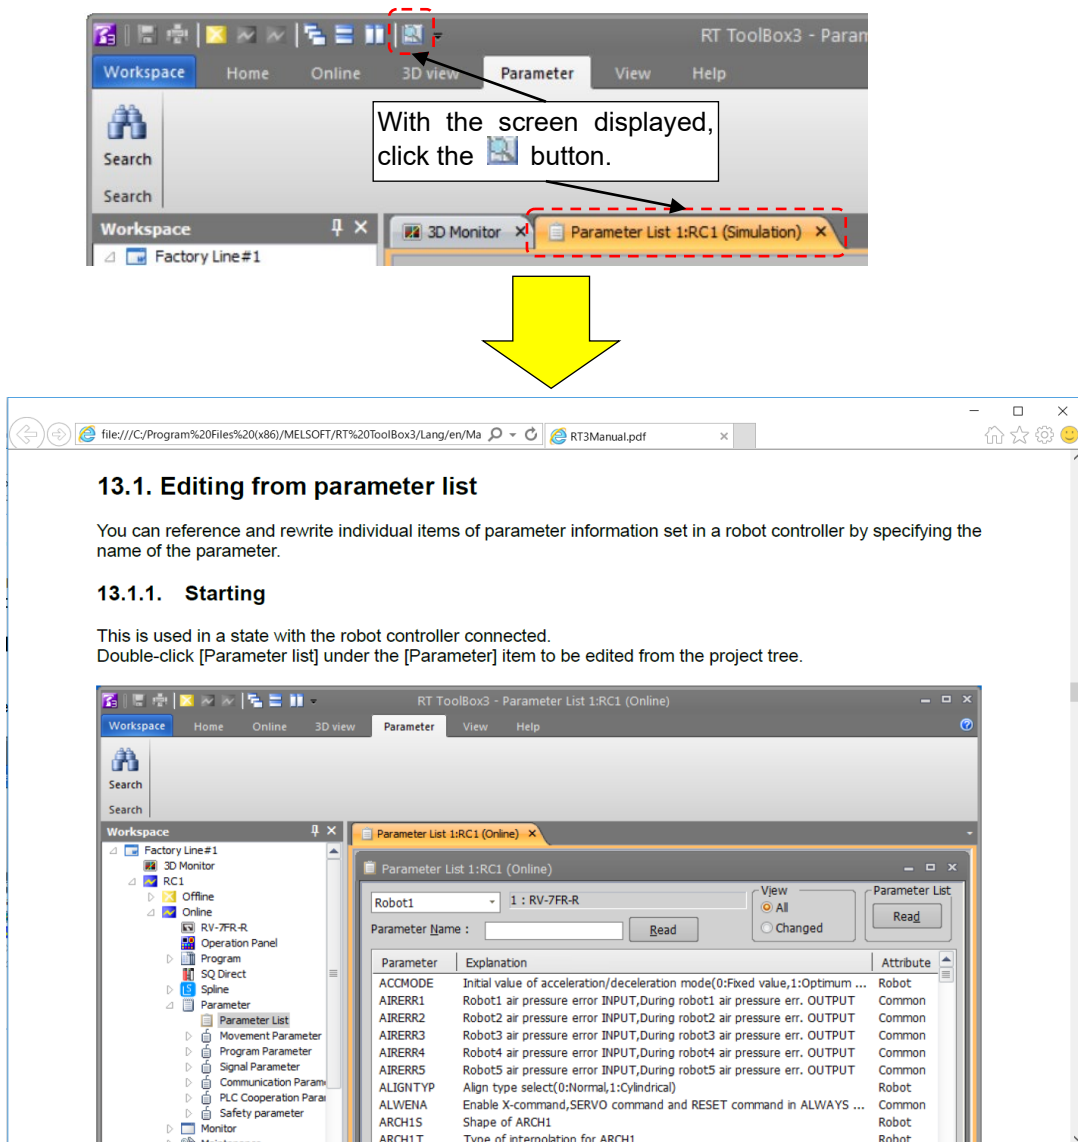 RT ToolBox3 - Param
Workspace Home Online 3D view Parameter View Help
With the screen displayed,
click the button.
Search
Search
Workspace
3D Monitor Parameter List 1:RC1 (Simulation)
Factory Line#1
file:///C:/Program%20Files%20(x86)/MELSOFT/RT%20ToolBox3/Lang/en/Ma RT3Manual.pdf
13.1. Editing from parameter list
You can reference and rewrite individual items of parameter information set in a robot controller by specifying the
name of the parameter.
13.1.1. Starting
This is used in a state with the robot controller connected.
Double-click [Parameter list] under the [Parameter] item to be edited from the project tree.
RT ToolBox3 - Parameter List 1:RC1 (Online)
Workspace Home Online 3D view Parameter View Help
Search
Search
Workspace
Factory Line#1
3D Monitor
RC1
Offline
Online
RV-7FR-R
Operation Panel
Program
SQ Direct
Spline
Parameter
Parameter List
Movement Parameter
Program Parameter
Signal Parameter
Communication Param
PLC Cooperation Para
Safety parameter
Monitor
Parameter List 1:RC1 (Online)
Parameter List 1:RC1 (Online)
Robot1 1 : RV-7FR-R
View
All
Changed
Parameter List
Read
Parameter Name : Read
Parameter Explanation Attribute
ACCMODE Initial value of acceleration/deceleration mode(0:Fixed value,1:Optimum ... Robot
AIRERR1 Robot1 air pressure error INPUT,During robot1 air pressure err. OUTPUT Common
AIRERR2 Robot2 air pressure error INPUT,During robot2 air pressure err. OUTPUT Common
AIRERR3 Robot3 air pressure error INPUT,During robot3 air pressure err. OUTPUT Common
AIRERR4 Robot4 air pressure error INPUT,During robot4 air pressure err. OUTPUT Common
AIRERR5 Robot5 air pressure error INPUT,During robot5 air pressure err. OUTPUT Common
ALIGNTYP Align type select(0:Normal,1:Cylindrical) Robot
ALWENA Enable X-command,SERVO command and RESET command in ALWAYS ... Common
ARCH1S Shape of ARCH1 Robot
ARCH1T Type of interpolation for ARCH1 Robot